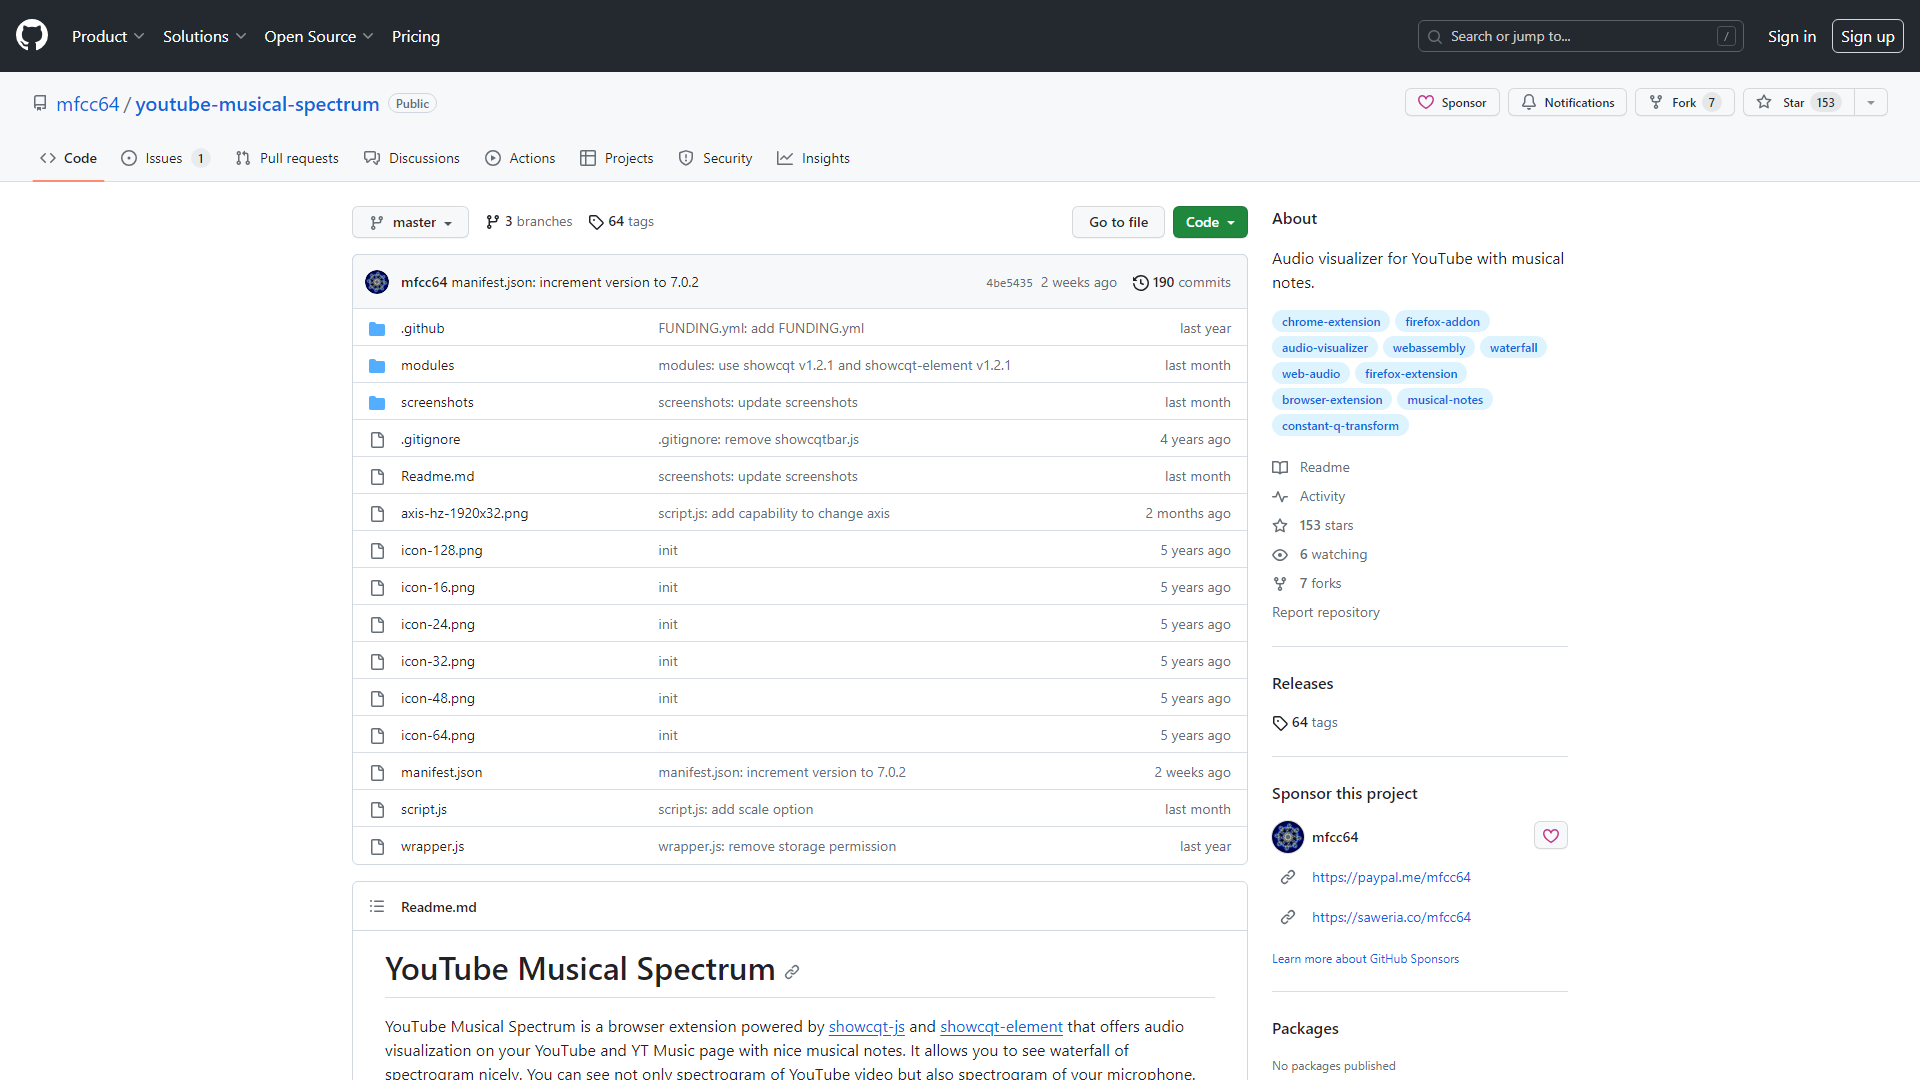 Product Solutions Open Source Pricing Search or jump to... / Sign in Sign up
mfcc64 / youtube-musical-spectrum Public Sponsor Notifications Fork 7 Star 153
Code Issues 1 Pull requests Discussions Actions Projects Security Insights
master 3 branches 64 tags Go to file Code
mfcc64 manifest.json: increment version to 7.0.2 4be5435 2 weeks ago 190 commits
.github FUNDING.yml: add FUNDING.yml last year
modules modules: use showcqt v1.2.1 and showcqt-element v1.2.1 last month
screenshots screenshots: update screenshots last month
.gitignore .gitignore: remove showcqtbar.js 4 years ago
Readme.md screenshots: update screenshots last month
axis-hz-1920x32.png script.js: add capability to change axis 2 months ago
icon-128.png init 5 years ago
icon-16.png init 5 years ago
icon-24.png init 5 years ago
icon-32.png init 5 years ago
icon-48.png init 5 years ago
icon-64.png init 5 years ago
manifest.json manifest.json: increment version to 7.0.2 2 weeks ago
script.js script.js: add scale option last month
wrapper.js wrapper.js: remove storage permission last year
Readme.md
YouTube Musical Spectrum
YouTube Musical Spectrum is a browser extension powered by showcqt-js and showcqt-element that offers audio
visualization on your YouTube and YT Music page with nice musical notes. It allows you to see waterfall of
spectrogram nicely. You can see not only spectrogram of YouTube video but also spectrogram of your microphone.
About
Audio visualizer for YouTube with musical
notes.
chrome-extension firefox-addon
audio-visualizer webassembly waterfall
web-audio firefox-extension
browser-extension musical-notes
constant-q-transform
Readme
Activity
153 stars
6 watching
7 forks
Report repository
Releases
64 tags
Sponsor this project
mfcc64
https://paypal.me/mfcc64
https://saweria.co/mfcc64
Learn more about GitHub Sponsors
Packages
No packages published